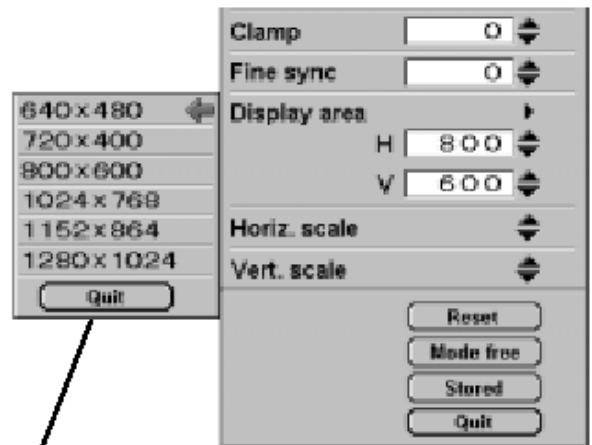 Clamp 0
Fine sync 0
Display area
H 800
V 600
Horiz. scale
Vert. scale
Reset
Mode free
Stored
Quit
640×480
720×400
800×600
1024×768
1152×864
1280×1024
Quit